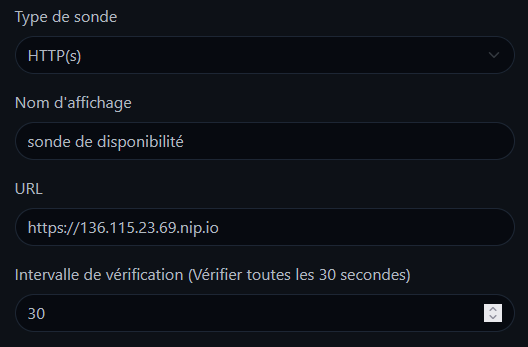 Type de sonde
HTTP(s)
Nom d'affichage
sonde de disponibilité
URL
https://136.115.23.69.nip.io
Intervalle de vérification (Vérifier toutes les 30 secondes)
30